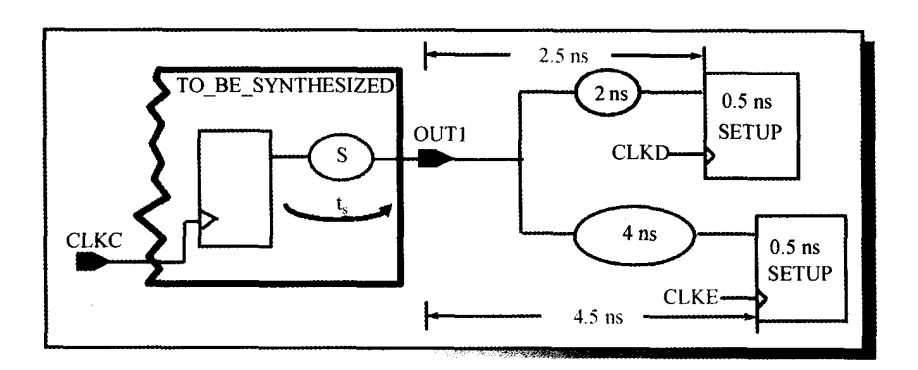 2.5 ns
TO_BE_SYNTHESIZED
2 ns
0.5 ns
SETUP
OUT1
S
CLKD
ts
4 ns
CLKC
0.5 ns
SETUP
CLKE
4.5 ns